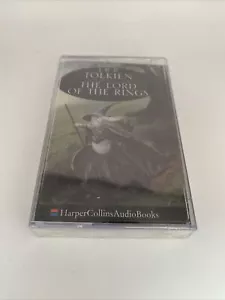 TOLKIEN
THE LORD
OF THE RINGS
HarperCollinsAudioBooks